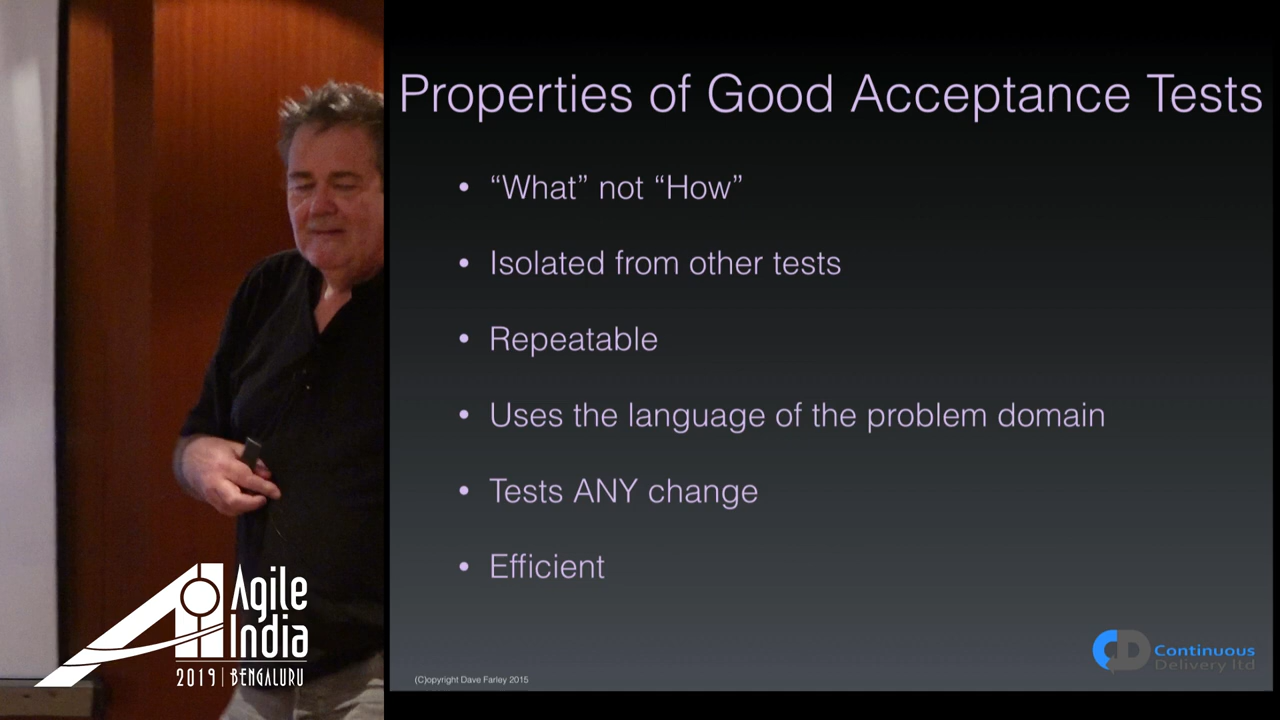 Properties of Good Acceptance Tests
• “What” not “How”
• Isolated from other tests
• Repeatable
• Uses the language of the problem domain
• Tests ANY change
• Efficient
Agile
India
2019 | BENGALURU
(C)opyright Dave Farley 2015
CD
Continuous
Delivery ltd